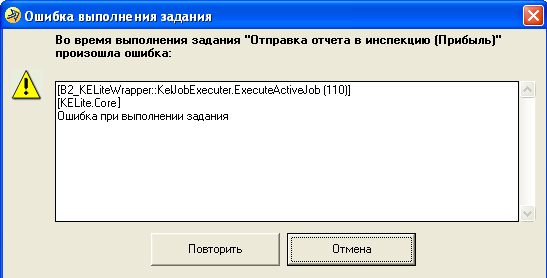 Ошибка выполнения задания
Во время выполнения задания "Отправка отчета в инспекцию (Прибыль)"
произошла ошибка:
[B2_KELiteWrapper::KelJobExecuter.ExecuteActiveJob (110)]
[KELite.Core]
Ошибка при выполнении задания
Повторить
Отмена